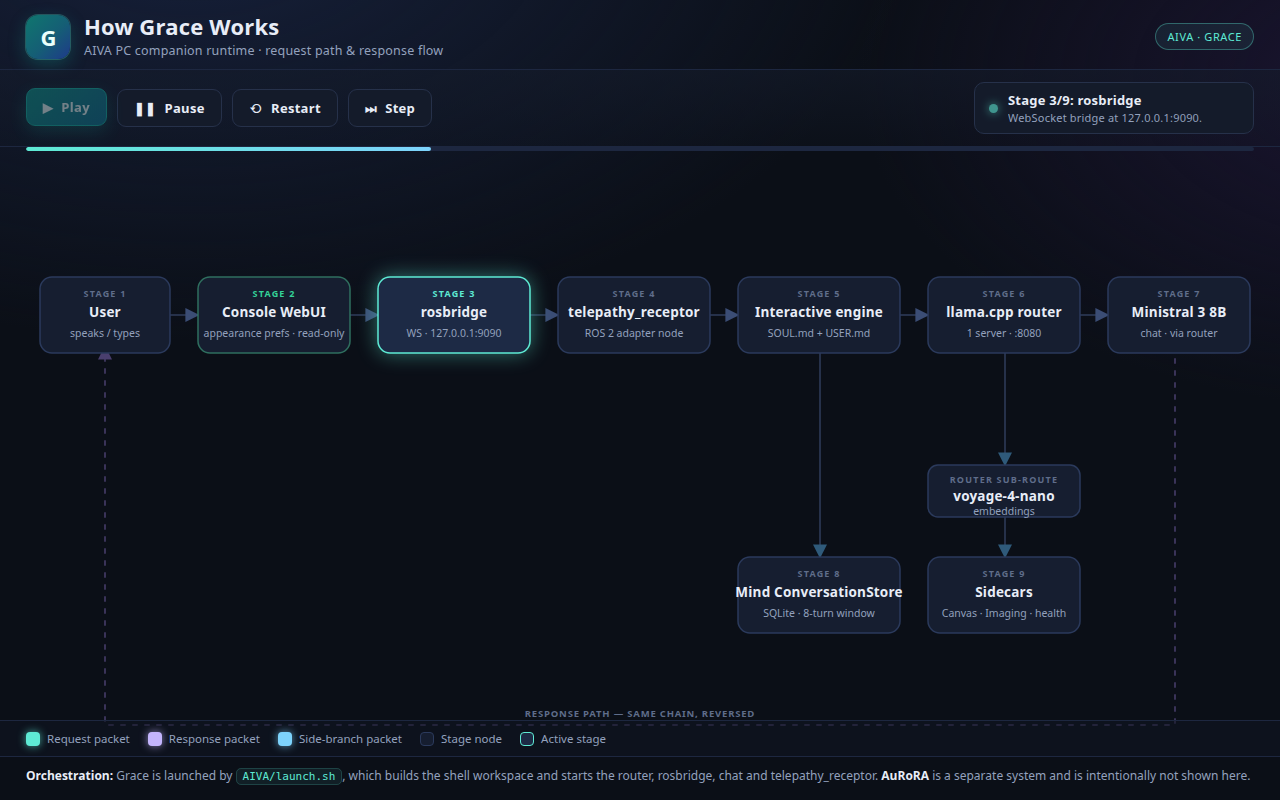 G
How Grace Works
AIVA PC companion runtime · request path & response flow
AIVA · GRACE
▶ Play
❚❚ Pause
⟲ Restart
⏭ Step
Stage 3/9: rosbridge
WebSocket bridge at 127.0.0.1:9090.
STAGE 1
User
speaks / types
STAGE 2
Console WebUI
appearance prefs · read-only
STAGE 3
rosbridge
WS · 127.0.0.1:9090
STAGE 4
telepathy_receptor
ROS 2 adapter node
STAGE 5
Interactive engine
SOUL.md + USER.md
STAGE 6
llama.cpp router
1 server · :8080
STAGE 7
Ministral 3 8B
chat · via router
ROUTER SUB-ROUTE
voyage-4-nano
embeddings
STAGE 8
Mind ConversationStore
SQLite · 8-turn window
STAGE 9
Sidecars
Canvas · Imaging · health
RESPONSE PATH — SAME CHAIN, REVERSED
Request packet
Response packet
Side-branch packet
Stage node
Active stage
Orchestration: Grace is launched by AIVA/launch.sh, which builds the shell workspace and starts the router, rosbridge, chat and telepathy_receptor. AuRoRA is a separate system and is intentionally not shown here.